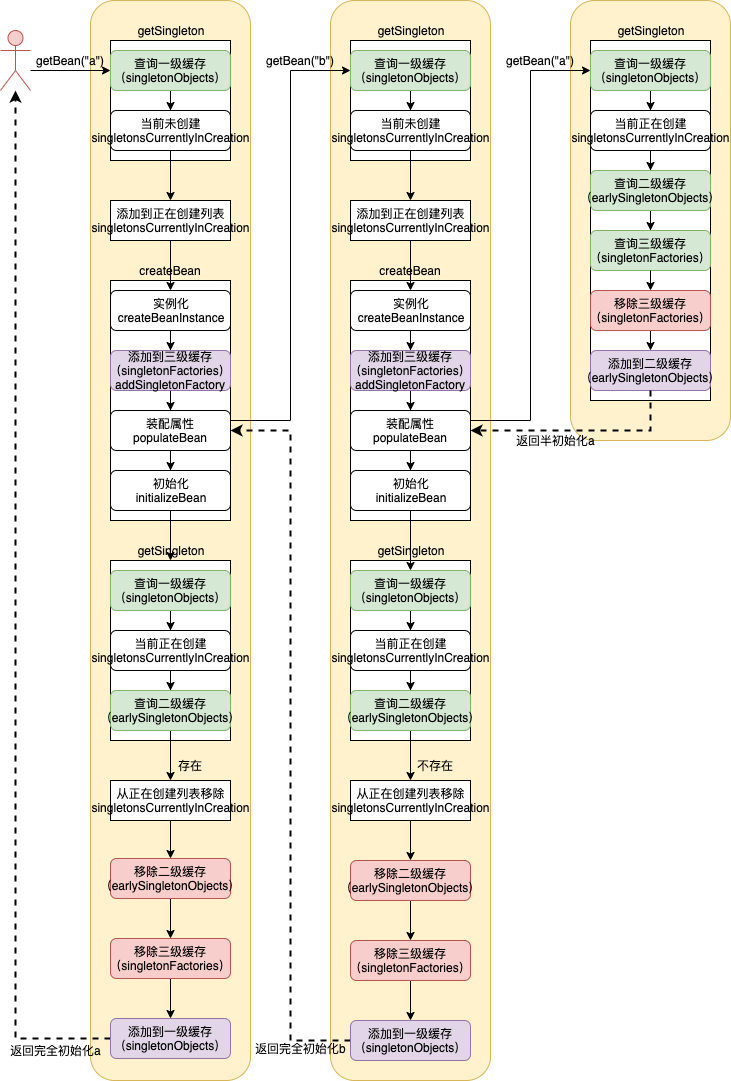 getBean("a")
getSingleton
查询一级缓存
(singletonObjects)
当前未创建
singletonsCurrentlyInCreation
添加到正在创建列表
singletonsCurrentlyInCreation
createBean
实例化
createBeanInstance
添加到三级缓存
(singletonFactories)
addSingletonFactory
装配属性
populateBean
初始化
initializeBean
getSingleton
查询一级缓存
(singletonObjects)
当前正在创建
singletonsCurrentlyInCreation
查询二级缓存
(earlySingletonObjects)
存在
从正在创建列表移除
singletonsCurrentlyInCreation
移除二级缓存
(earlySingletonObjects)
移除三级缓存
(singletonFactories)
添加到一级缓存
(singletonObjects)
返回完全初始化a
getBean("b")
getSingleton
查询一级缓存
(singletonObjects)
当前未创建
singletonsCurrentlyInCreation
添加到正在创建列表
singletonsCurrentlyInCreation
createBean
实例化
createBeanInstance
添加到三级缓存
(singletonFactories)
addSingletonFactory
装配属性
populateBean
初始化
initializeBean
getSingleton
查询一级缓存
(singletonObjects)
当前正在创建
singletonsCurrentlyInCreation
查询二级缓存
(earlySingletonObjects)
不存在
从正在创建列表移除
singletonsCurrentlyInCreation
移除二级缓存
(earlySingletonObjects)
移除三级缓存
(singletonFactories)
添加到一级缓存
(singletonObjects)
返回完全初始化b
getBean("a")
getSingleton
查询一级缓存
(singletonObjects)
当前正在创建
singletonsCurrentlyInCreation
查询二级缓存
(earlySingletonObjects)
查询三级缓存
(singletonFactories)
移除三级缓存
(singletonFactories)
添加到二级缓存
(earlySingletonObjects)
返回半初始化a